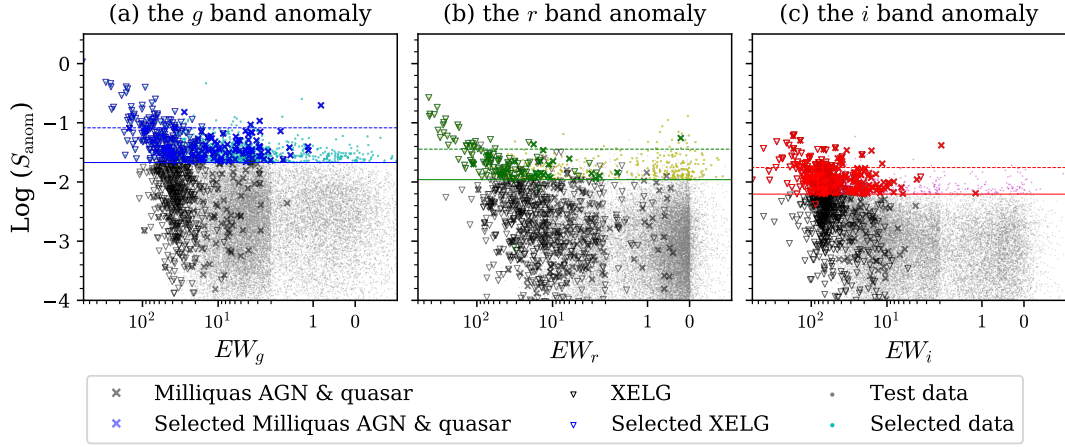 (a) the g band anomaly
(b) the r band anomaly
(c) the i band anomaly
Log (S_anom)
0
−1
−2
−3
−4
10² 10¹ 1 0
10² 10¹ 1 0
10² 10¹ 1 0
EW_g
EW_r
EW_i
Milliquas AGN & quasar
XELG
Test data
Selected Milliquas AGN & quasar
Selected XELG
Selected data